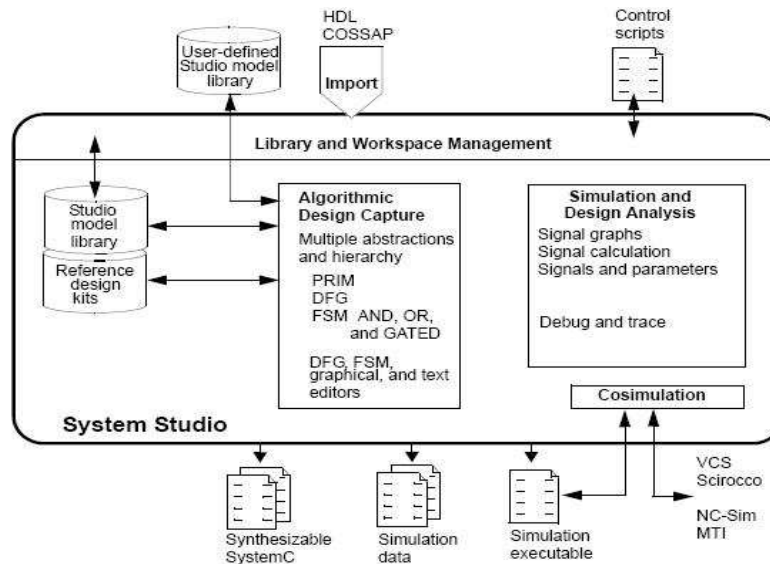 HDL
COSSAP
Import
Control
scripts
User-defined
Studio model
library
Library and Workspace Management
Studio
model
library
Reference
design
kits
Algorithmic
Design Capture
Multiple abstractions
and hierarchy
PRIM
DFG
FSM AND, OR,
and GATED
DFG, FSM,
graphical, and text
editors
Simulation and
Design Analysis
Signal graphs
Signal calculation
Signals and parameters
Debug and trace
Cosimulation
System Studio
VCS
Scirocco
NC-Sim
MTI
Synthesizable
SystemC
Simulation
data
Simulation
executable